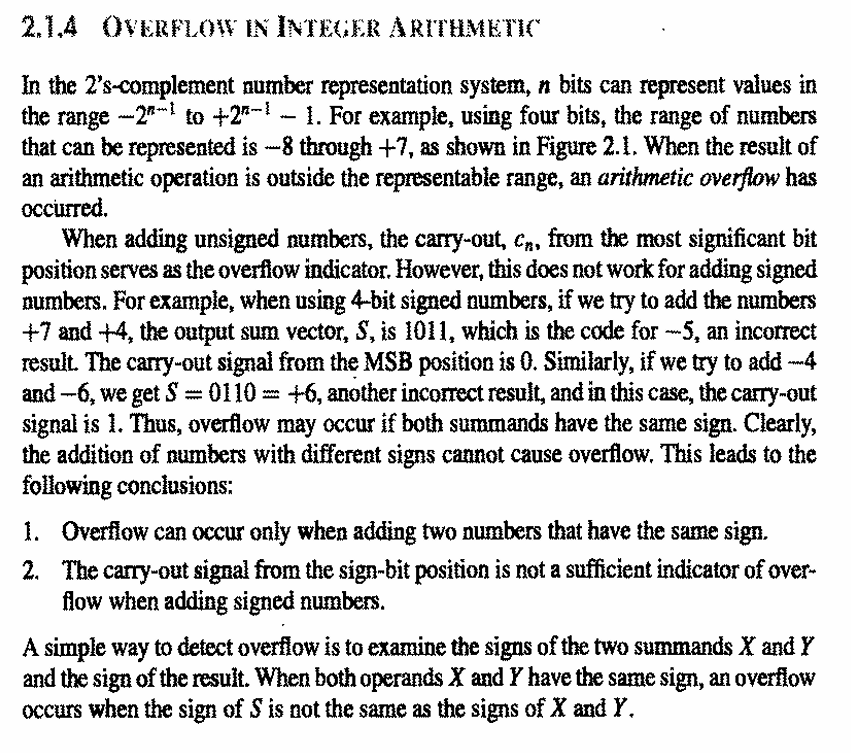 2.1.4 OVERFLOW IN INTEGER ARITHMETIC
In the 2's-complement number representation system, n bits can represent values in
the range −2ⁿ⁻¹ to +2ⁿ⁻¹ − 1. For example, using four bits, the range of numbers
that can be represented is −8 through +7, as shown in Figure 2.1. When the result of
an arithmetic operation is outside the representable range, an arithmetic overflow has
occurred.
When adding unsigned numbers, the carry-out, cₙ, from the most significant bit
position serves as the overflow indicator. However, this does not work for adding signed
numbers. For example, when using 4-bit signed numbers, if we try to add the numbers
+7 and +4, the output sum vector, S, is 1011, which is the code for −5, an incorrect
result. The carry-out signal from the MSB position is 0. Similarly, if we try to add −4
and −6, we get S = 0110 = +6, another incorrect result, and in this case, the carry-out
signal is 1. Thus, overflow may occur if both summands have the same sign. Clearly,
the addition of numbers with different signs cannot cause overflow. This leads to the
following conclusions:
1. Overflow can occur only when adding two numbers that have the same sign.
2. The carry-out signal from the sign-bit position is not a sufficient indicator of over-
flow when adding signed numbers.
A simple way to detect overflow is to examine the signs of the two summands X and Y
and the sign of the result. When both operands X and Y have the same sign, an overflow
occurs when the sign of S is not the same as the signs of X and Y.